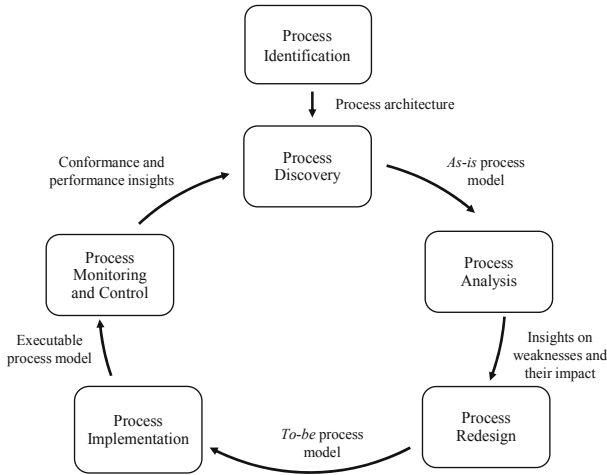 Process
Identification
Process architecture
Process
Discovery
As-is process
model
Process
Analysis
Insights on
weaknesses and
their impact
Process
Redesign
To-be process
model
Process
Implementation
Executable
process model
Process
Monitoring
and Control
Conformance and
performance insights